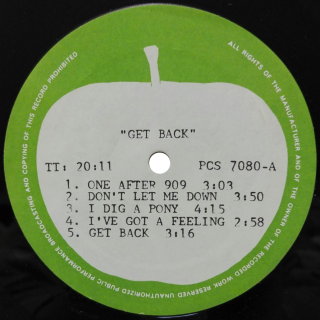 ALL RIGHTS OF THE MANUFACTURER AND OF THE OWNER OF THE RECORDED WORK RESERVED UNAUTHORIZED PUBLIC PERFORMANCE BROADCASTING AND COPYING OF THIS RECORD PROHIBITED
"GET BACK"
TT: 20:11 PCS 7080-A
1. ONE AFTER 909 3:03
2. DON'T LET ME DOWN 3:50
3. I DIG A PONY 4:15
4. I'VE GOT A FEELING 2:58
5. GET BACK 3:16